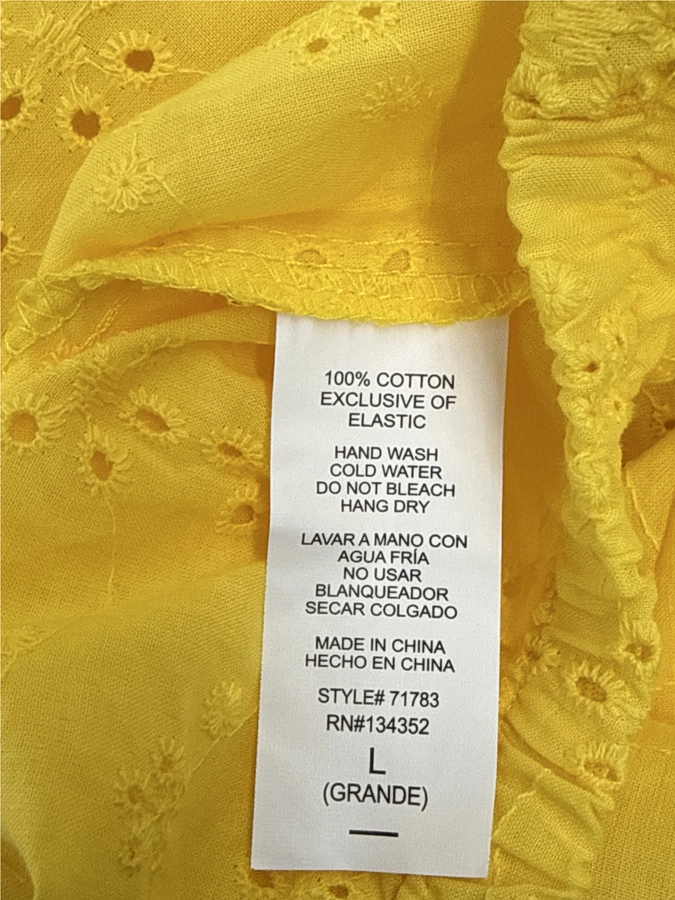 100% COTTON
EXCLUSIVE OF
ELASTIC
HAND WASH
COLD WATER
DO NOT BLEACH
HANG DRY
LAVAR A MANO CON
AGUA FRÍA
NO USAR
BLANQUEADOR
SECAR COLGADO
MADE IN CHINA
HECHO EN CHINA
STYLE# 71783
RN#134352
L
(GRANDE)